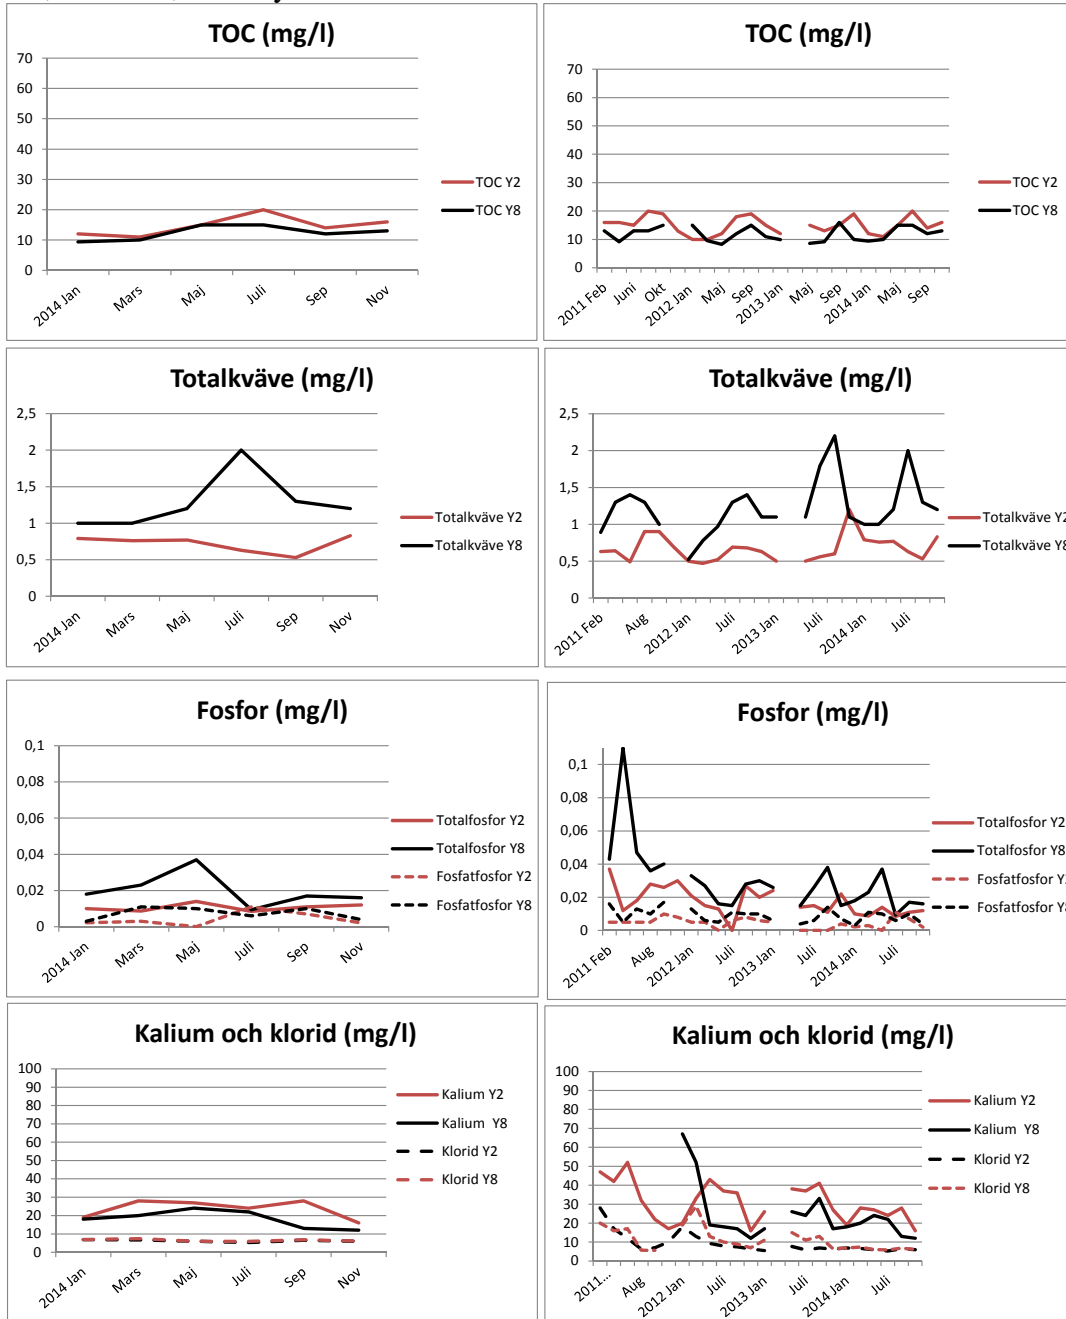 TOC (mg/l)
70
60
50
40
30
20
10
0
2014 Jan
Mars
Maj
Juli
Sep
Nov
TOC Y2
TOC Y8
TOC (mg/l)
70
60
50
40
30
20
10
0
2011 Feb
Juni
Okt
2012 Jan
Maj
Sep
2013 Jan
Maj
Sep
2014 Jan
Maj
Sep
TOC Y2
TOC Y8
Totalkväve (mg/l)
2,5
2
1,5
1
0,5
0
2014 Jan
Mars
Maj
Juli
Sep
Nov
Totalkväve Y2
Totalkväve Y8
Totalkväve (mg/l)
2,5
2
1,5
1
0,5
0
2011 Feb
Aug
2012 Jan
Juli
2013 Jan
Juli
2014 Jan
Juli
Totalkväve Y2
Totalkväve Y8
Fosfor (mg/l)
0,1
0,08
0,06
0,04
0,02
0
2014 Jan
Mars
Maj
Juli
Sep
Nov
Totalfosfor Y2
Totalfosfor Y8
Fosfatfosfor Y2
Fosfatfosfor Y8
Fosfor (mg/l)
0,1
0,08
0,06
0,04
0,02
0
2011 Feb
Aug
2012 Jan
Juli
2013 Jan
Juli
2014 Jan
Juli
Totalfosfor Y2
Totalfosfor Y8
Fosfatfosfor Y2
Fosfatfosfor Y8
Kalium och klorid (mg/l)
100
90
80
70
60
50
40
30
20
10
0
2014 Jan
Mars
Maj
Juli
Sep
Nov
Kalium Y2
Kalium Y8
Klorid Y2
Klorid Y8
Kalium och klorid (mg/l)
100
90
80
70
60
50
40
30
20
10
0
2011...
Aug
2012 Jan
Juli
2013 Jan
Juli
2014 Jan
Juli
Kalium Y2
Kalium Y8
Klorid Y2
Klorid Y8